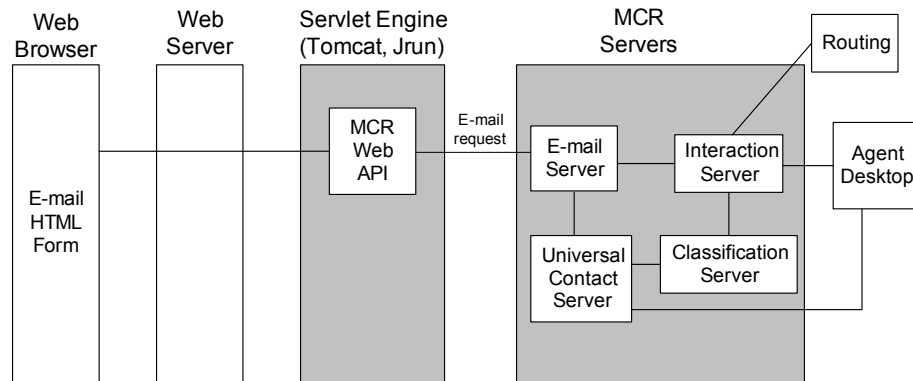 Web
Browser
Web
Server
Servlet Engine
(Tomcat, Jrun)
MCR
Servers
Routing
E-mail
HTML
Form
MCR
Web
API
E-mail
request
E-mail
Server
Interaction
Server
Agent
Desktop
Universal
Contact
Server
Classification
Server